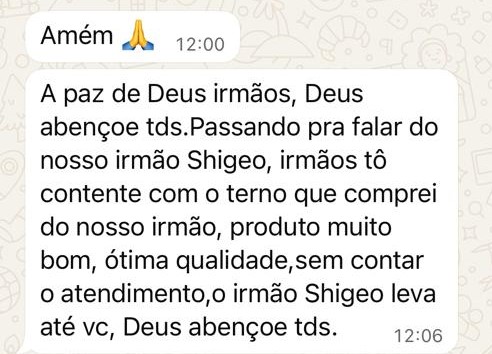 Amém 🙏 12:00
A paz de Deus irmãos, Deus
abençoe tds.Passando pra falar do
nosso irmão Shigeo, irmãos tô
contente com o terno que comprei
do nosso irmão, produto muito
bom, ótima qualidade,sem contar
o atendimento,o irmão Shigeo leva
até vc, Deus abençoe tds. 12:06